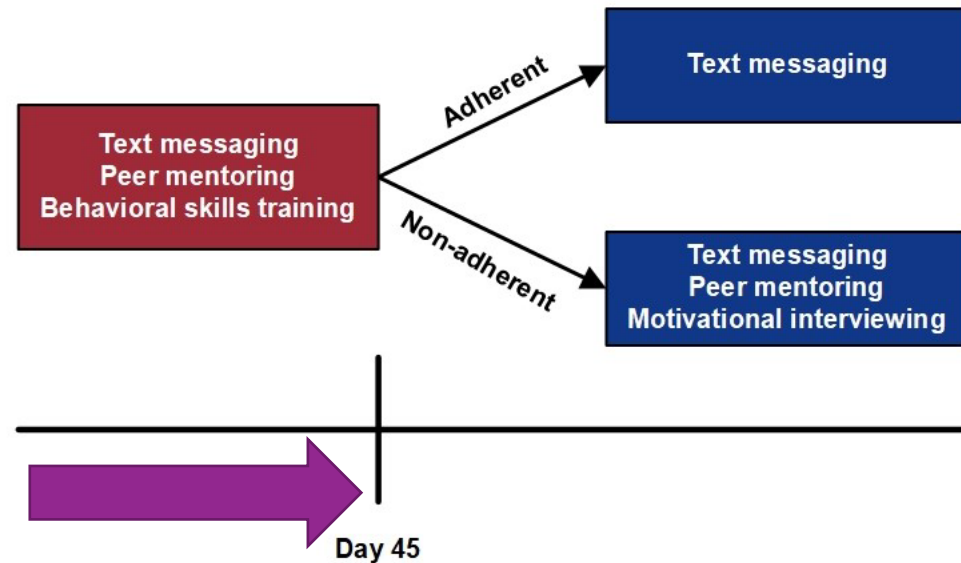 Text messaging
Peer mentoring
Behavioral skills training
Adherent
Non-adherent
Text messaging
Text messaging
Peer mentoring
Motivational interviewing
Day 45